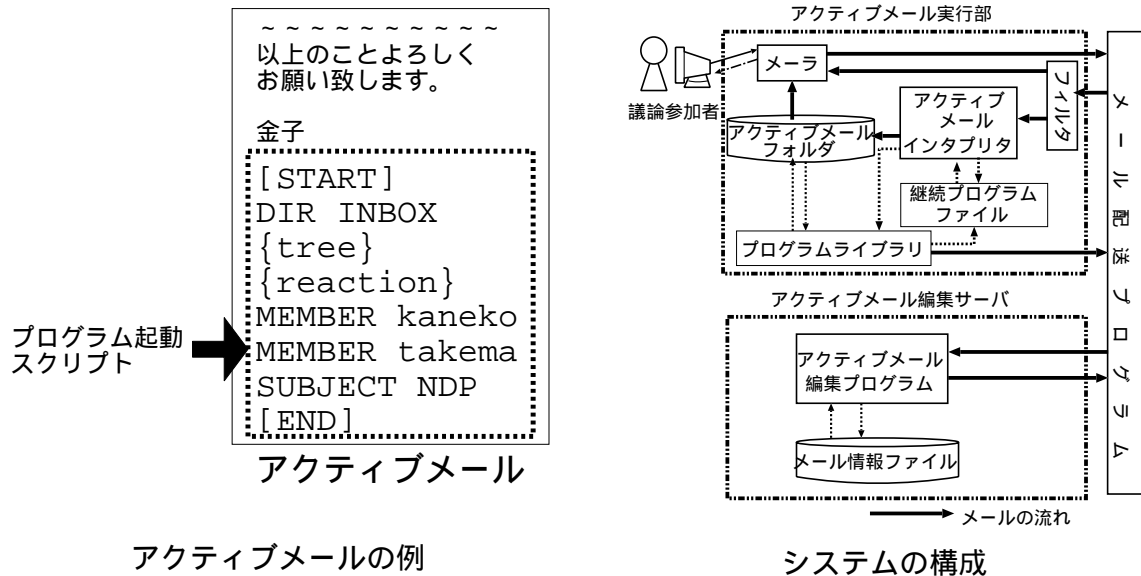 ~ ~ ~ ~ ~ ~ ~ ~ ~ ~
以上のことよろしく
お願い致します。
金子
[START]
DIR INBOX
{tree}
{reaction}
MEMBER kaneko
MEMBER takema
SUBJECT NDP
[END]
プログラム起動
スクリプト
アクティブメール
アクティブメールの例
アクティブメール実行部
メーラ
議論参加者
フィルタ
アクティブ
メール
インタプリタ
アクティブメール
フォルダ
継続プログラム
ファイル
プログラムライブラリ
メール配送プログラム
アクティブメール編集サーバ
アクティブメール
編集プログラム
メール情報ファイル
メールの流れ
システムの構成